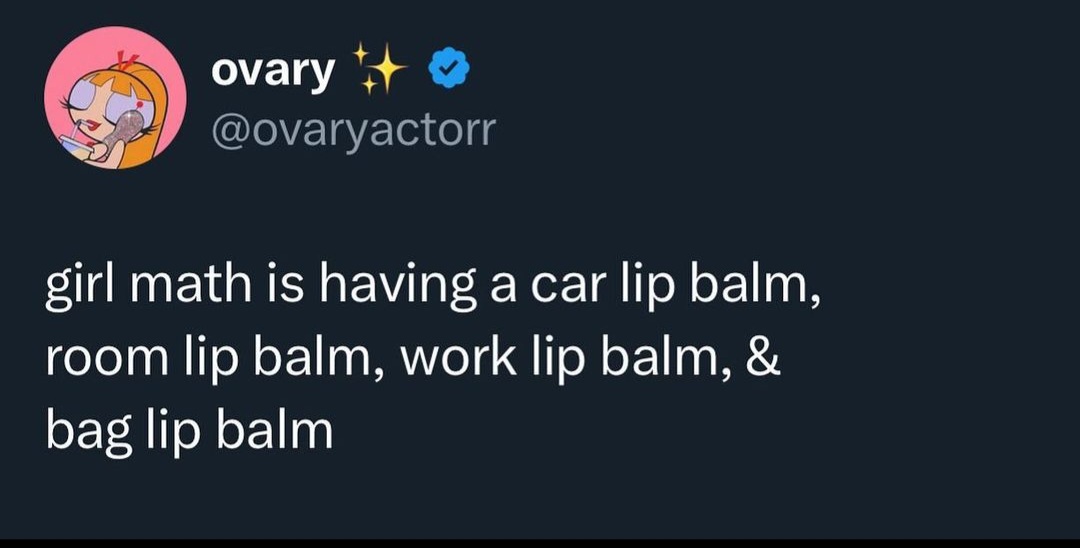 ovary ✨
@ovaryactorr
girl math is having a car lip balm,
room lip balm, work lip balm, &
bag lip balm